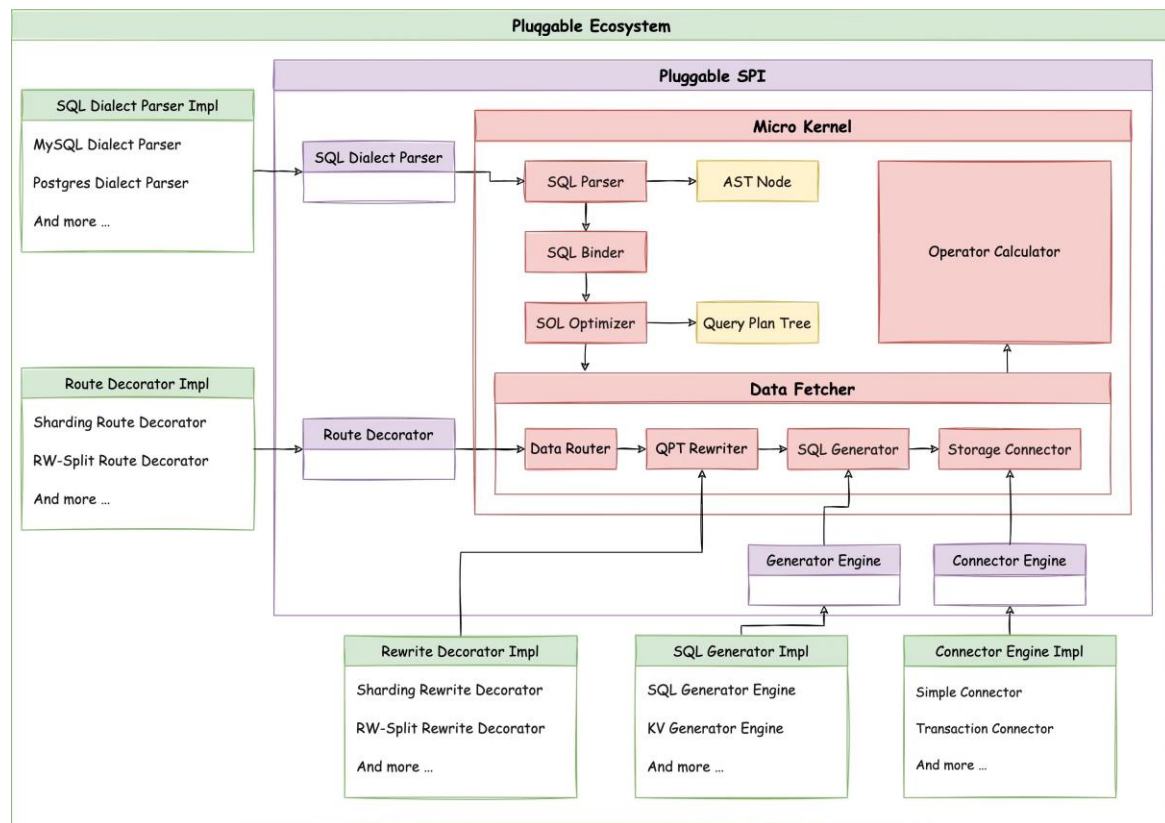 Pluggable Ecosystem
Pluggable SPI
SQL Dialect Parser Impl
MySQL Dialect Parser
Postgres Dialect Parser
And more ...
SQL Dialect Parser
Micro Kernel
SQL Parser
AST Node
SQL Binder
SOL Optimizer
Query Plan Tree
Operator Calculator
Route Decorator Impl
Sharding Route Decorator
RW-Split Route Decorator
And more ...
Route Decorator
Data Fetcher
Data Router
QPT Rewriter
SQL Generator
Storage Connector
Generator Engine
Connector Engine
Rewrite Decorator Impl
Sharding Rewrite Decorator
RW-Split Rewrite Decorator
And more ...
SQL Generator Impl
SQL Generator Engine
KV Generator Engine
And more ...
Connector Engine Impl
Simple Connector
Transaction Connector
And more ...